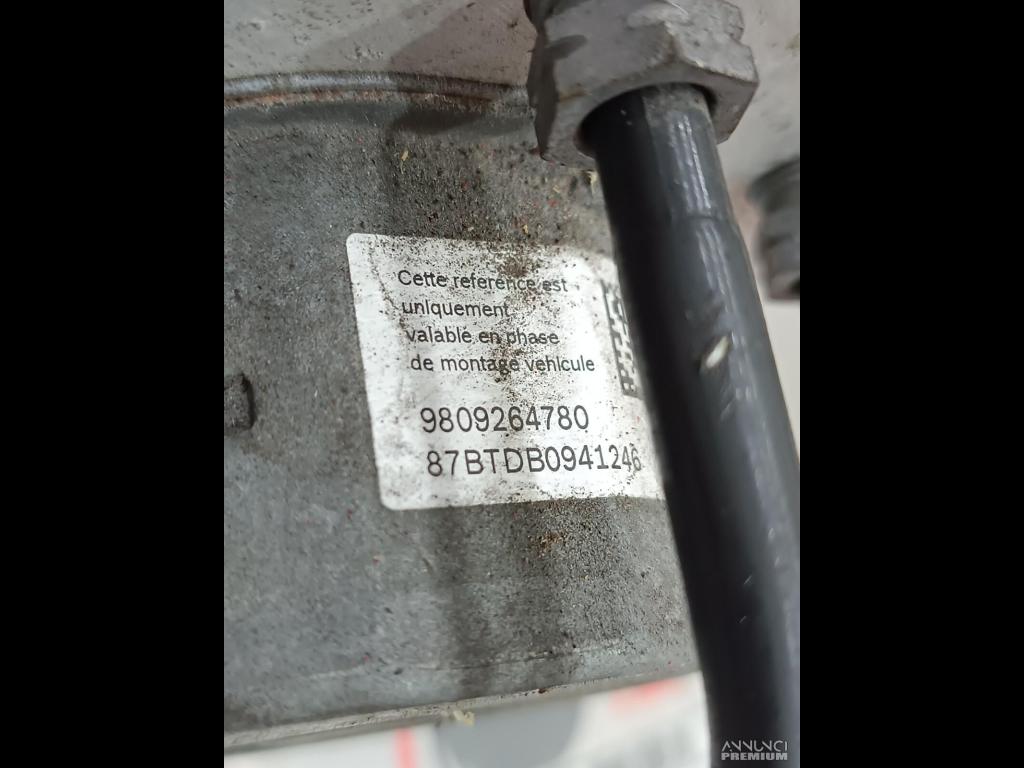 Cette reference est
uniquement
valable en phase
de montage vehicule
9809264780
87BTDB0941246
ANNUNCI
PREMIUM